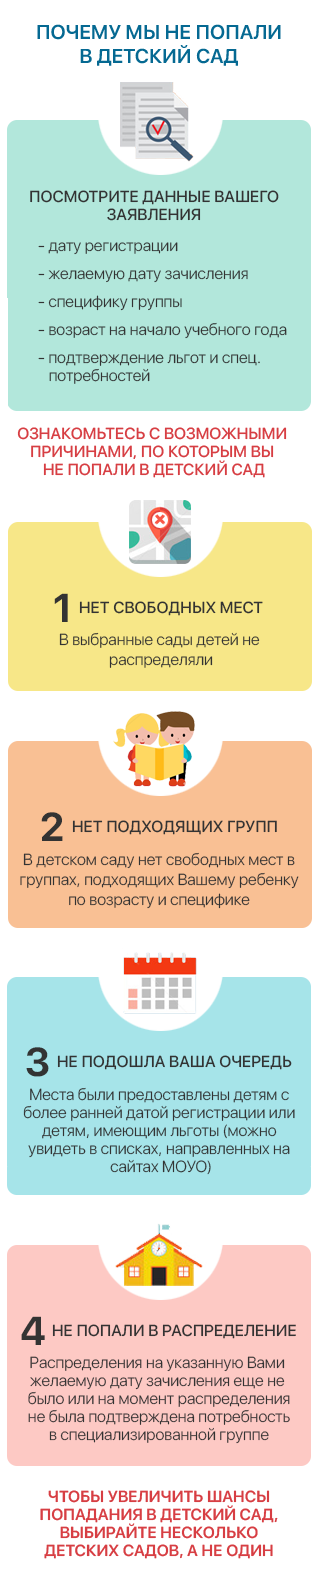 ПОЧЕМУ МЫ НЕ ПОПАЛИ
В ДЕТСКИЙ САД
ПОСМОТРИТЕ ДАННЫЕ ВАШЕГО
ЗАЯВЛЕНИЯ
- дату регистрации
- желаемую дату зачисления
- специфику группы
- возраст на начало учебного года
- подтверждение льгот и спец.
потребностей
ОЗНАКОМЬТЕСЬ С ВОЗМОЖНЫМИ
ПРИЧИНАМИ, ПО КОТОРЫМ ВЫ
НЕ ПОПАЛИ В ДЕТСКИЙ САД
1 НЕТ СВОБОДНЫХ МЕСТ
В выбранные сады детей не
распределяли
2 НЕТ ПОДХОДЯЩИХ ГРУПП
В детском саду нет свободных мест в
группах, подходящих Вашему ребенку
по возрасту и специфике
3 НЕ ПОДОШЛА ВАША ОЧЕРЕДЬ
Места были предоставлены детям с
более ранней датой регистрации или
детям, имеющим льготы (можно
увидеть в списках, направленных на
сайтах МОУО)
4 НЕ ПОПАЛИ В РАСПРЕДЕЛЕНИЕ
Распределения на указанную Вами
желаемую дату зачисления еще не
было или на момент распределения
не была подтверждена потребность
в специализированной группе
ЧТОБЫ УВЕЛИЧИТЬ ШАНСЫ
ПОПАДАНИЯ В ДЕТСКИЙ САД,
ВЫБИРАЙТЕ НЕСКОЛЬКО
ДЕТСКИХ САДОВ, А НЕ ОДИН